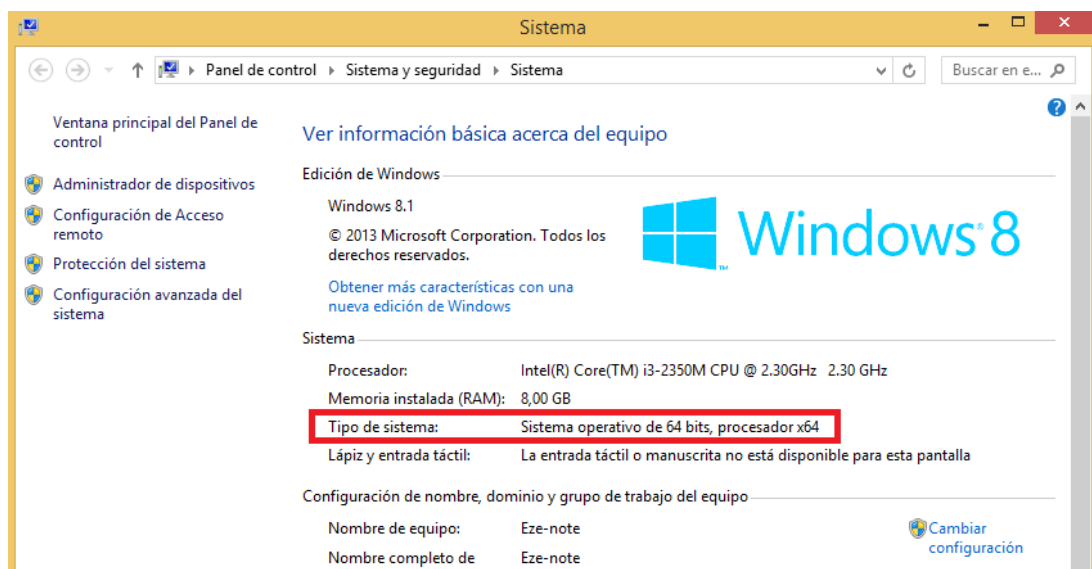 Sistema
Panel de control Sistema y seguridad Sistema
Buscar en e...
Ventana principal del Panel de
control
Administrador de dispositivos
Configuración de Acceso
remoto
Protección del sistema
Configuración avanzada del
sistema
Ver información básica acerca del equipo
Edición de Windows
Windows 8.1
© 2013 Microsoft Corporation. Todos los
derechos reservados.
Obtener más características con una
nueva edición de Windows
Windows® 8
TM
Sistema
Procesador: Intel(R) Core(TM) i3-2350M CPU @ 2.30GHz 2.30 GHz
Memoria instalada (RAM): 8,00 GB
Tipo de sistema: Sistema operativo de 64 bits, procesador x64
Lápiz y entrada táctil: La entrada táctil o manuscrita no está disponible para esta pantalla
Configuración de nombre, dominio y grupo de trabajo del equipo
Nombre de equipo: Eze-note
Cambiar
configuración
Nombre completo de Eze-note